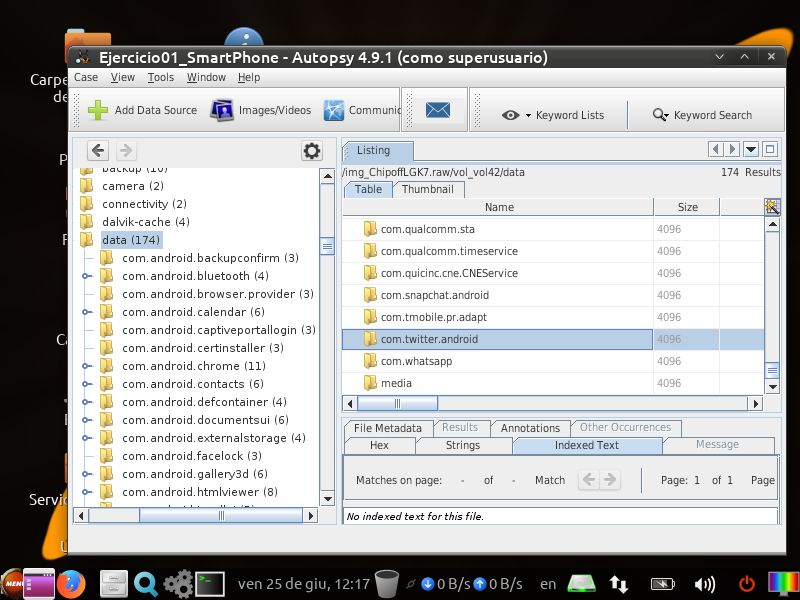 Ejercicio01_SmartPhone - Autopsy 4.9.1 (como superusuario)
Case View Tools Window Help
Add Data Source Images/Videos Communic Keyword Lists Keyword Search
Carpe
de
backup (10)
camera (2)
connectivity (2)
dalvik-cache (4)
data (174)
com.android.backupconfirm (3)
com.android.bluetooth (4)
com.android.browser.provider (3)
com.android.calendar (6)
com.android.captiveportallogin (3)
com.android.certinstaller (3)
com.android.chrome (11)
com.android.contacts (6)
com.android.defcontainer (4)
com.android.documentsui (6)
com.android.externalstorage (4)
com.android.facelock (3)
com.android.gallery3d (6)
com.android.htmlviewer (8)
Listing
/img_ChipoffLGK7.raw/vol_vol42/data 174 Results
Table Thumbnail
Name Size
com.qualcomm.sta 4096
com.qualcomm.timeservice 4096
com.quicinc.cne.CNEService 4096
com.snapchat.android 4096
com.tmobile.pr.adapt 4096
com.twitter.android 4096
com.whatsapp 4096
media 4096
File Metadata Results Annotations Other Occurrences
Hex Strings Indexed Text Message
Matches on page: - of - Match Page: 1 of 1 Page
No indexed text for this file.
Servic
MENU ven 25 de giu, 12:17 0 B/s 0 B/s en